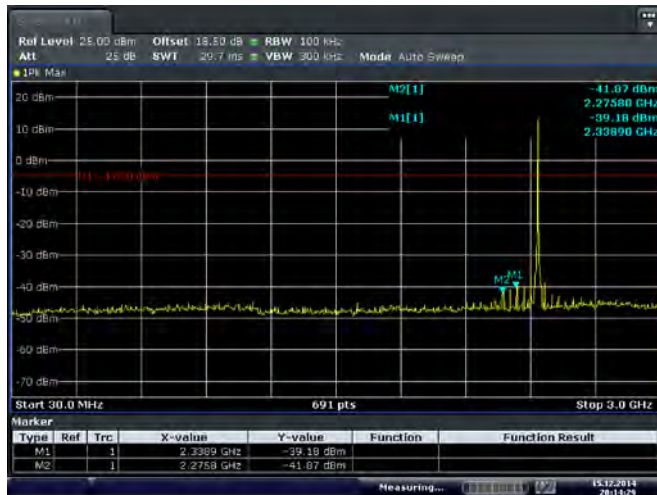 Ref Level 25.00 dBm Offset 18.50 dB RBW 100 kHz
Att 25 dB SWT 29.7 ms VBW 300 kHz Mode Auto Sweep
1Pk Max
M2[1] -41.87 dBm
20 dBm 2.27580 GHz
M1[1] -39.18 dBm
10 dBm 2.33890 GHz
0 dBm
-10 dBm
-20 dBm
-30 dBm
M2 M1
-40 dBm
-50 dBm
-60 dBm
-70 dBm
Start 30.0 MHz 691 pts Stop 3.0 GHz
Marker
Type Ref Trc X-value Y-value Function Function Result
M1 1 2.3389 GHz -39.18 dBm
M2 1 2.2758 GHz -41.87 dBm
Measuring... 15.12.2014
20:14:29